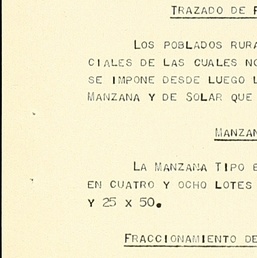 TRAZADO DE
LOS POBLADOS RURA
CIALES DE LAS CUALES NO
SE IMPONE DESDE LUEGO L
MANZANA Y DE SOLAR QUE
MANZAN
LA MANZANA TIPO E
EN CUATRO Y OCHO LOTES
Y 25 X 50.
FRACCIONAMIENTO DE